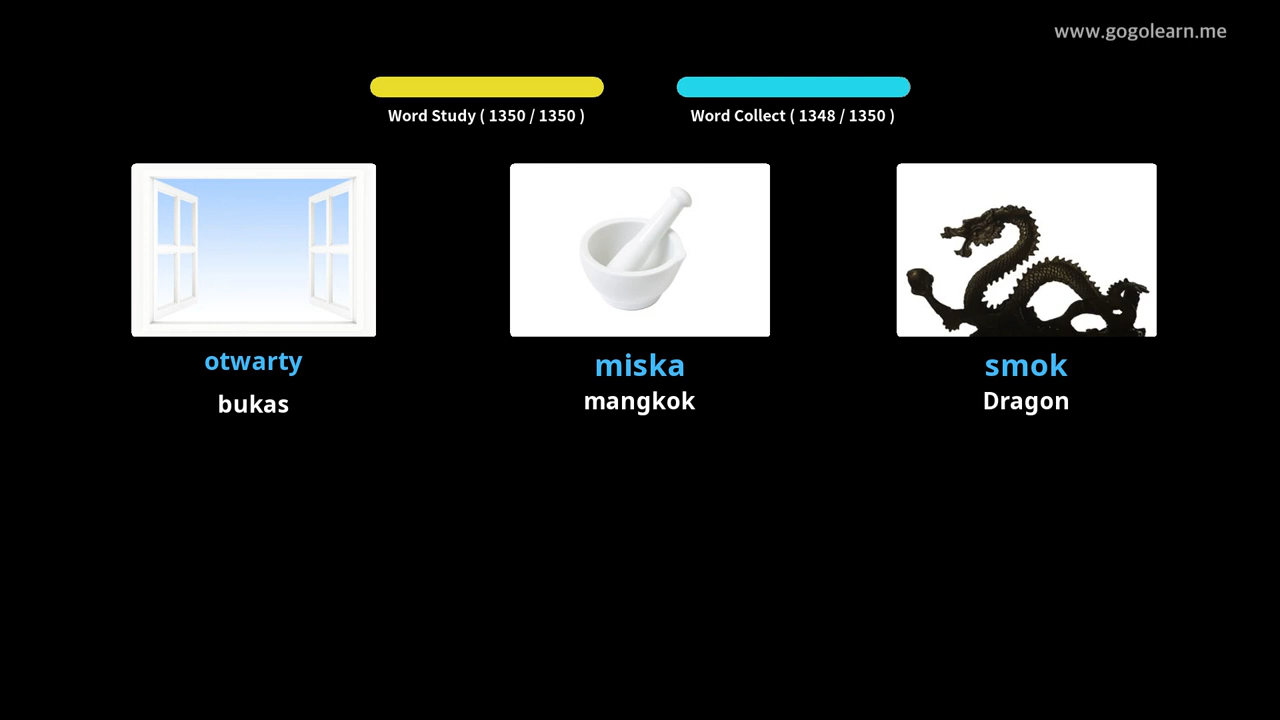 www.gogolearn.me
Word Study ( 1350 / 1350 )
Word Collect ( 1348 / 1350 )
otwarty
miska
smok
bukas
mangkok
Dragon